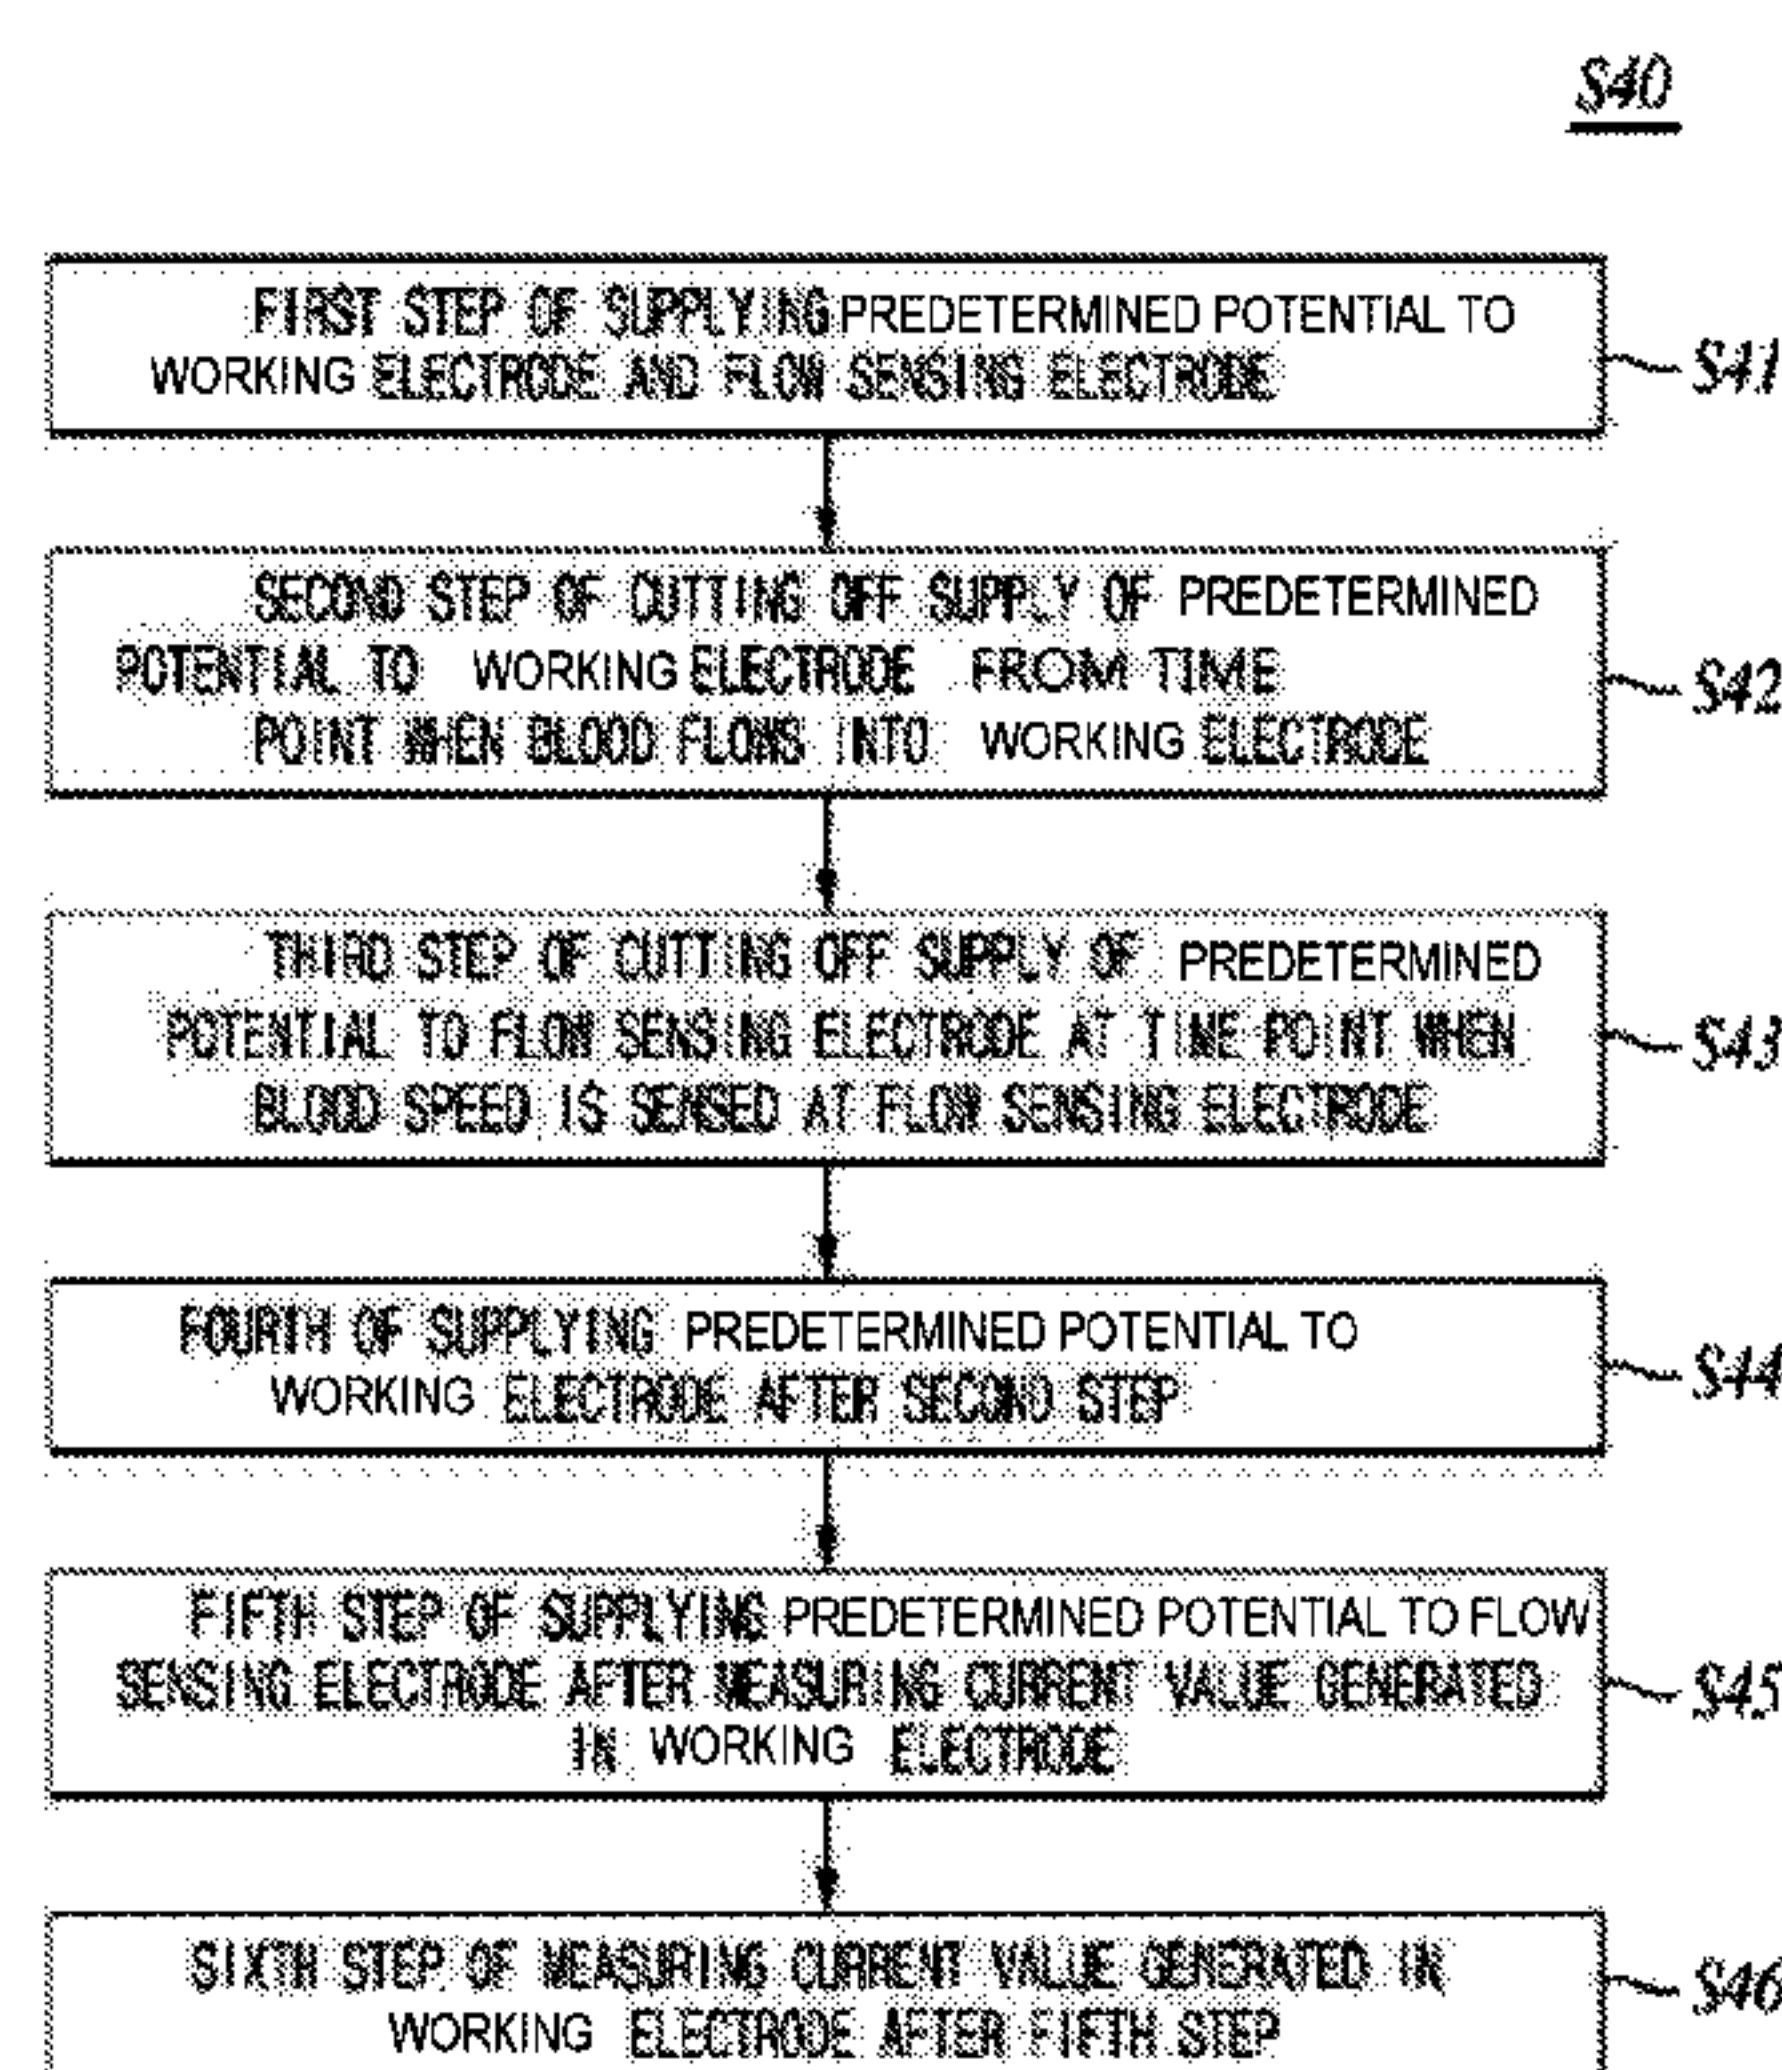 S40
FIRST STEP OF SUPPLYING PREDETERMINED POTENTIAL TO
WORKING ELECTRODE AND FLOW SENSING ELECTRODE
S41
SECOND STEP OF CUTTING OFF SUPPLY OF PREDETERMINED
POTENTIAL TO WORKING ELECTRODE FROM TIME
POINT WHEN BLOOD FLOWS INTO WORKING ELECTRODE
S42
THIRD STEP OF CUTTING OFF SUPPLY OF PREDETERMINED
POTENTIAL TO FLOW SENSING ELECTRODE AT TIME POINT WHEN
BLOOD SPEED IS SENSED AT FLOW SENSING ELECTRODE
S43
FOURTH OF SUPPLYING PREDETERMINED POTENTIAL TO
WORKING ELECTRODE AFTER SECOND STEP
S44
FIFTH STEP OF SUPPLYING PREDETERMINED POTENTIAL TO FLOW
SENSING ELECTRODE AFTER MEASURING CURRENT VALUE GENERATED
IN WORKING ELECTRODE
S45
SIXTH STEP OF MEASURING CURRENT VALUE GENERATED IN
WORKING ELECTRODE AFTER FIFTH STEP
S46